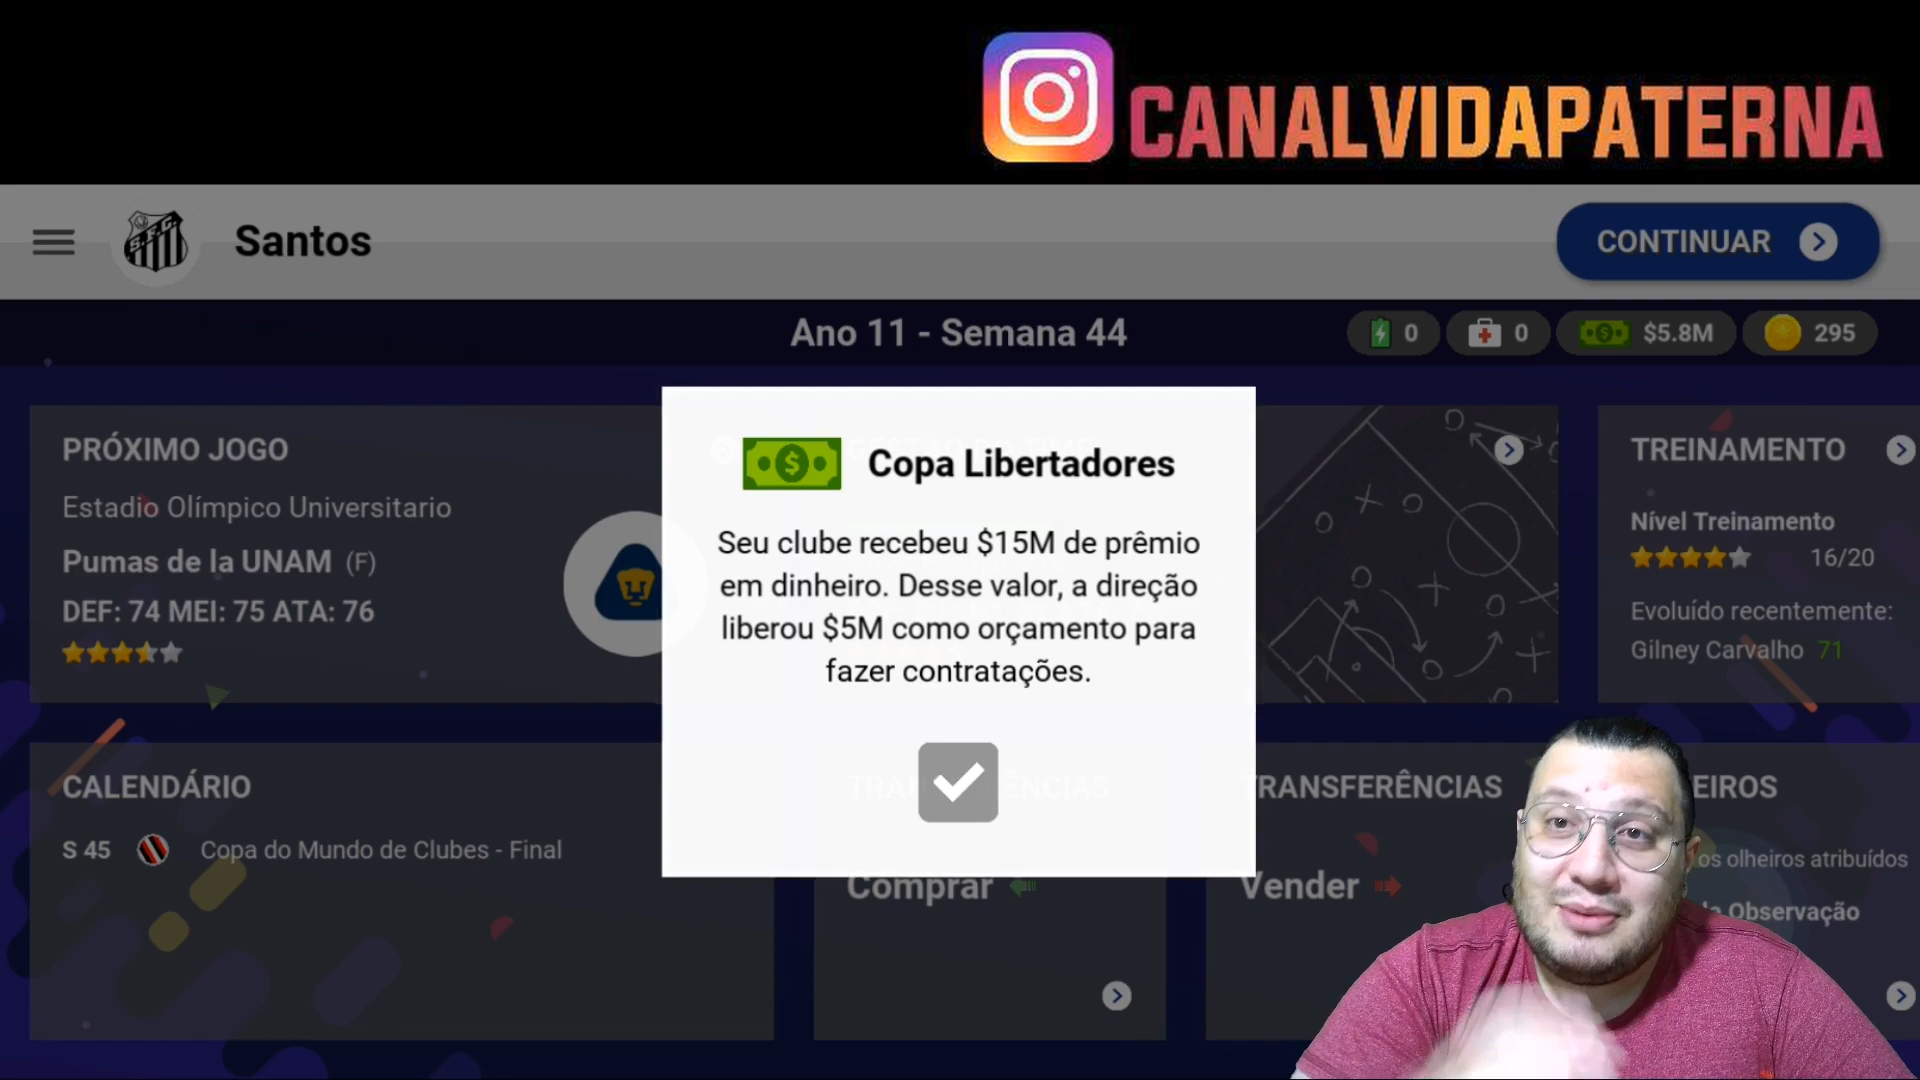 CANALVIDAPATERNA
Santos
CONTINUAR
Ano 11 - Semana 44
0
0
$5.8M
295
PRÓXIMO JOGO
Estadio Olímpico Universitario
Pumas de la UNAM (F)
DEF: 74 MEI: 75 ATA: 76
Copa Libertadores
Seu clube recebeu $15M de prêmio
em dinheiro. Desse valor, a direção
liberou $5M como orçamento para
fazer contratações.
TREINAMENTO
Nível Treinamento
16/20
Evoluído recentemente:
Gilney Carvalho 71
CALENDÁRIO
S 45 Copa do Mundo de Clubes - Final
Comprar
TRANSFERÊNCIAS
Vender
EIROS
os olheiros atribuídos
Observação